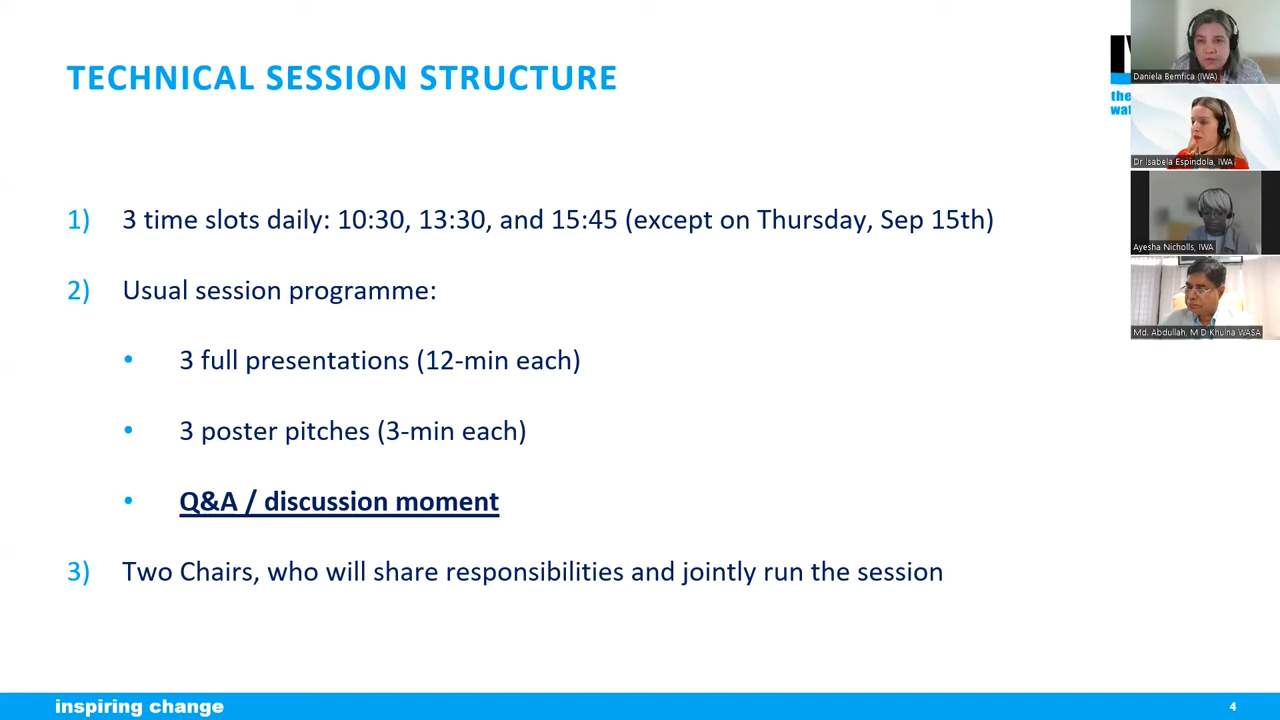 TECHNICAL SESSION STRUCTURE
1) 3 time slots daily: 10:30, 13:30, and 15:45 (except on Thursday, Sep 15th)
2) Usual session programme:
• 3 full presentations (12-min each)
• 3 poster pitches (3-min each)
• Q&A / discussion moment
3) Two Chairs, who will share responsibilities and jointly run the session
inspiring change
4
the
Daniela Bemfica (IWA)
Dr Isabela Espindola, IWA
Ayesha Nicholls, IWA
Md. Abdullah, M D Khulna WASA